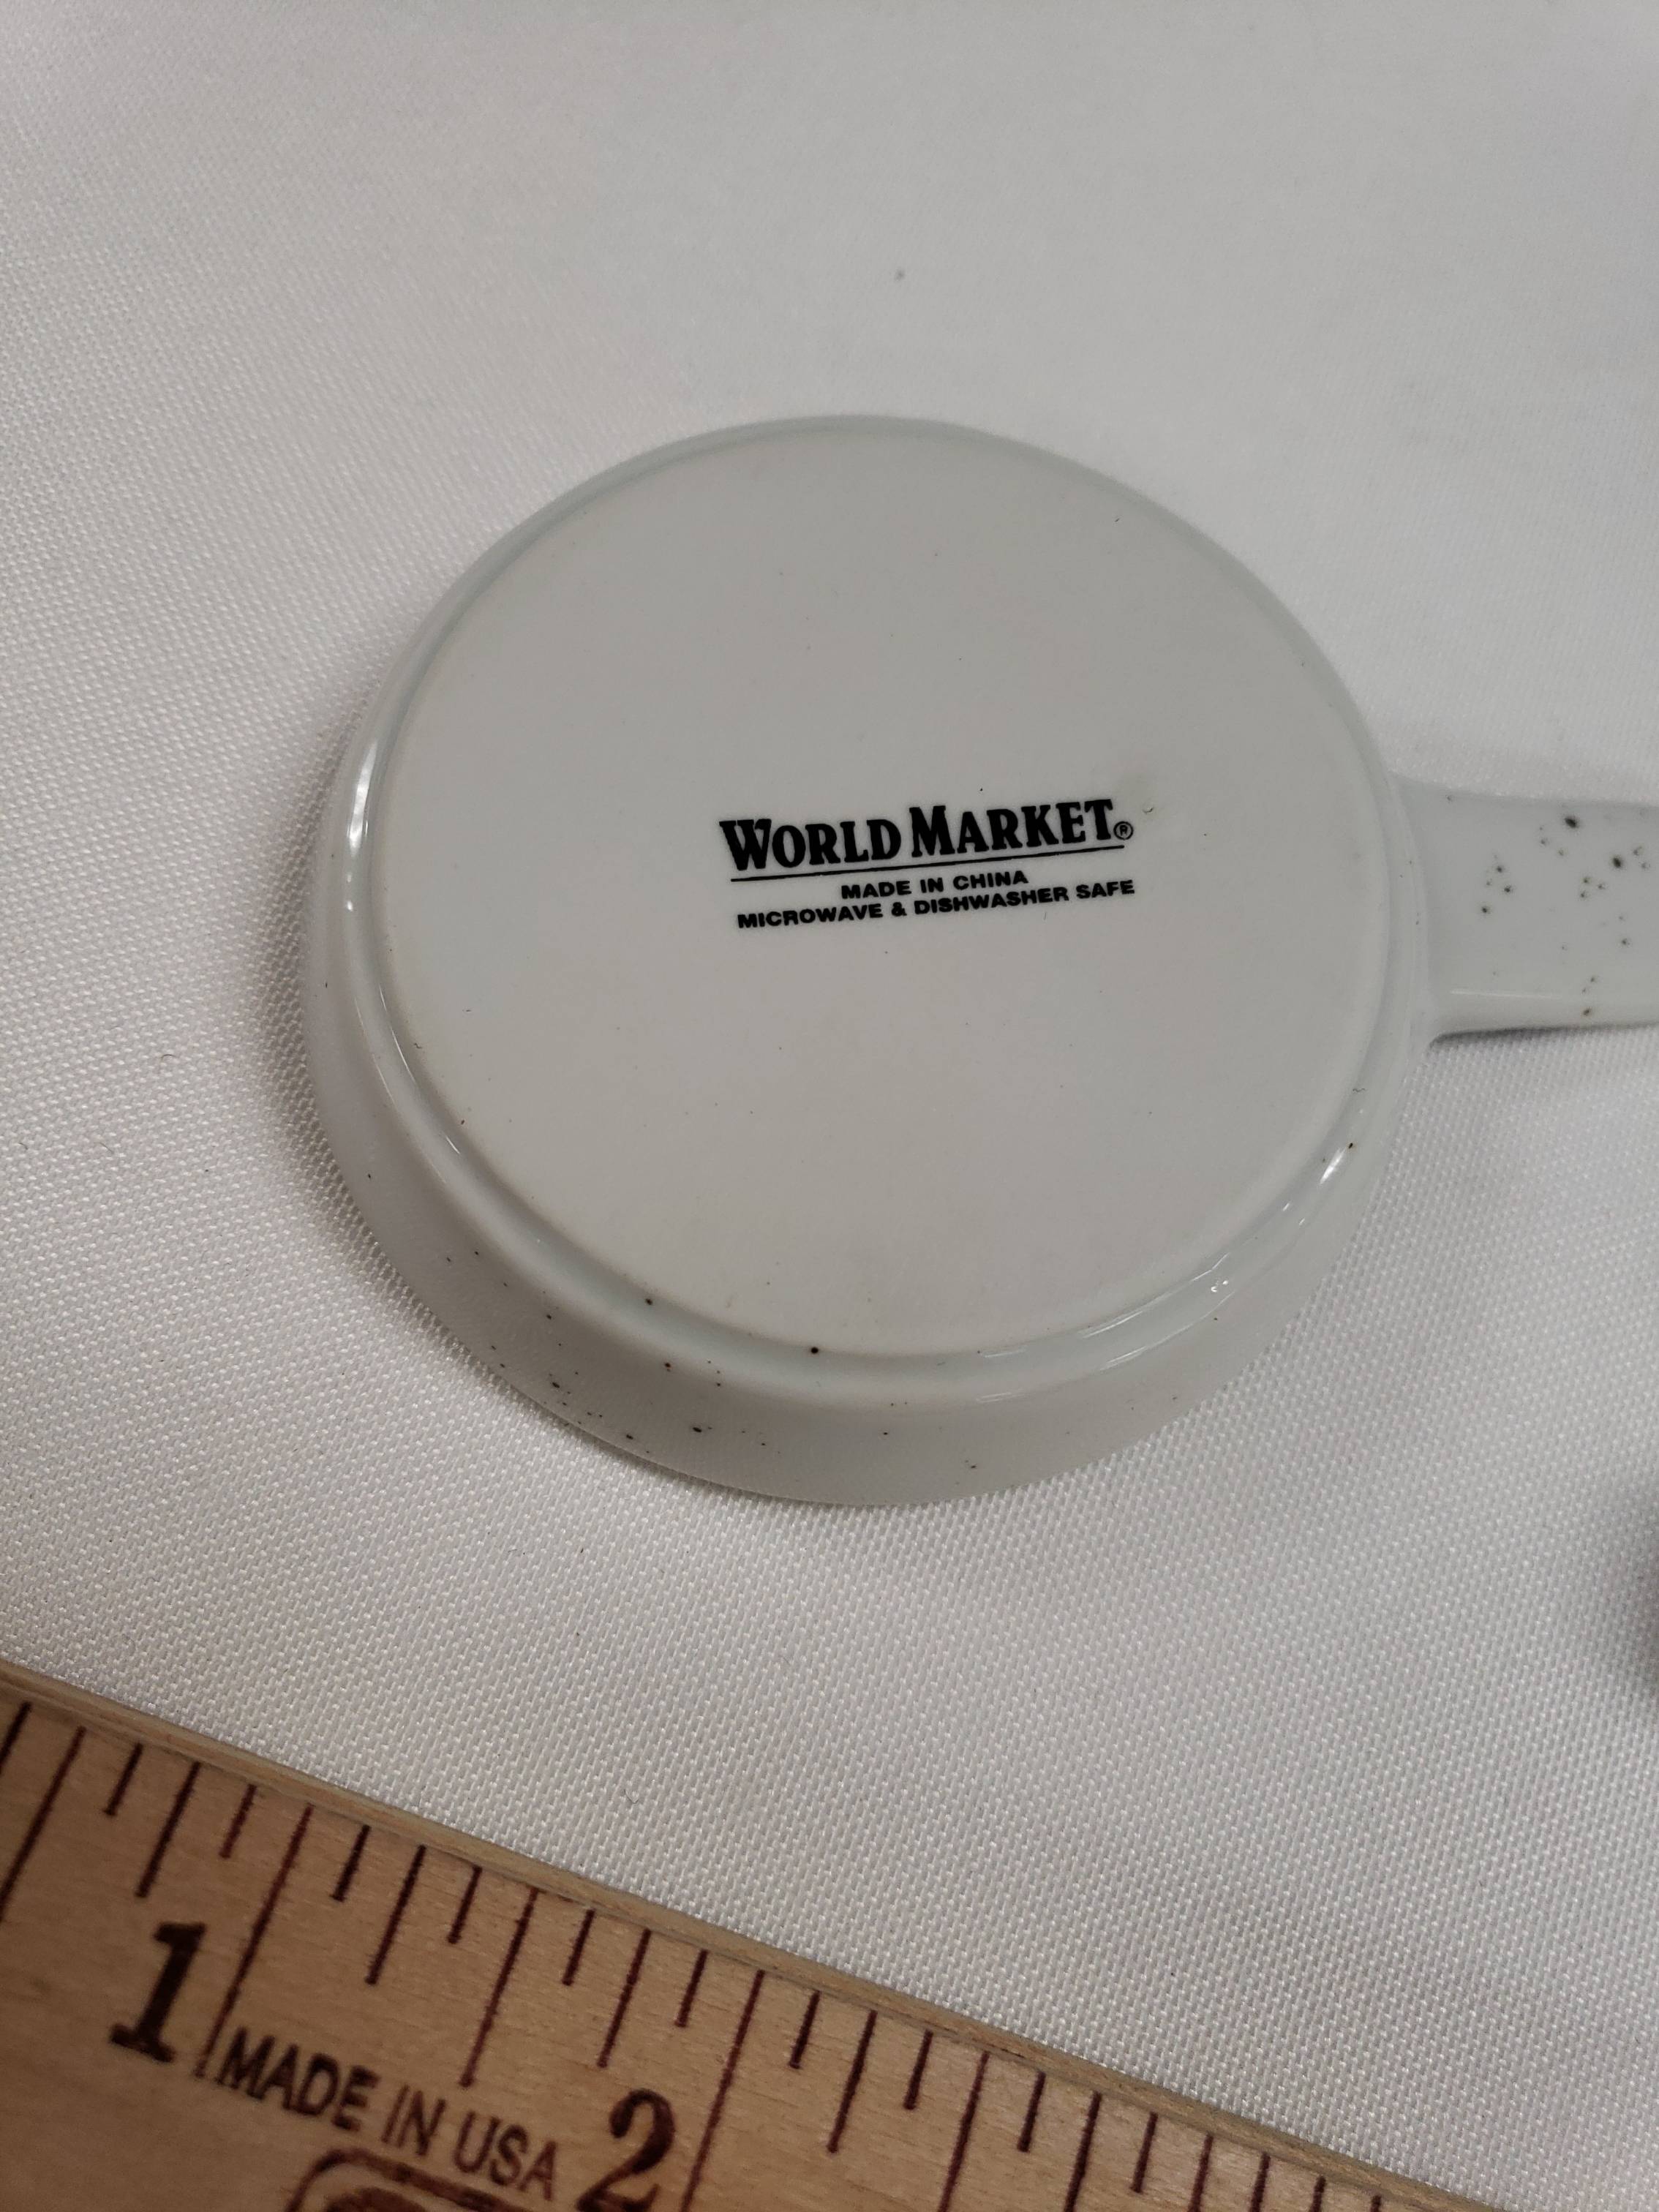 WORLD MARKET®
MADE IN CHINA
MICROWAVE & DISHWASHER SAFE
1
MADE IN USA
2